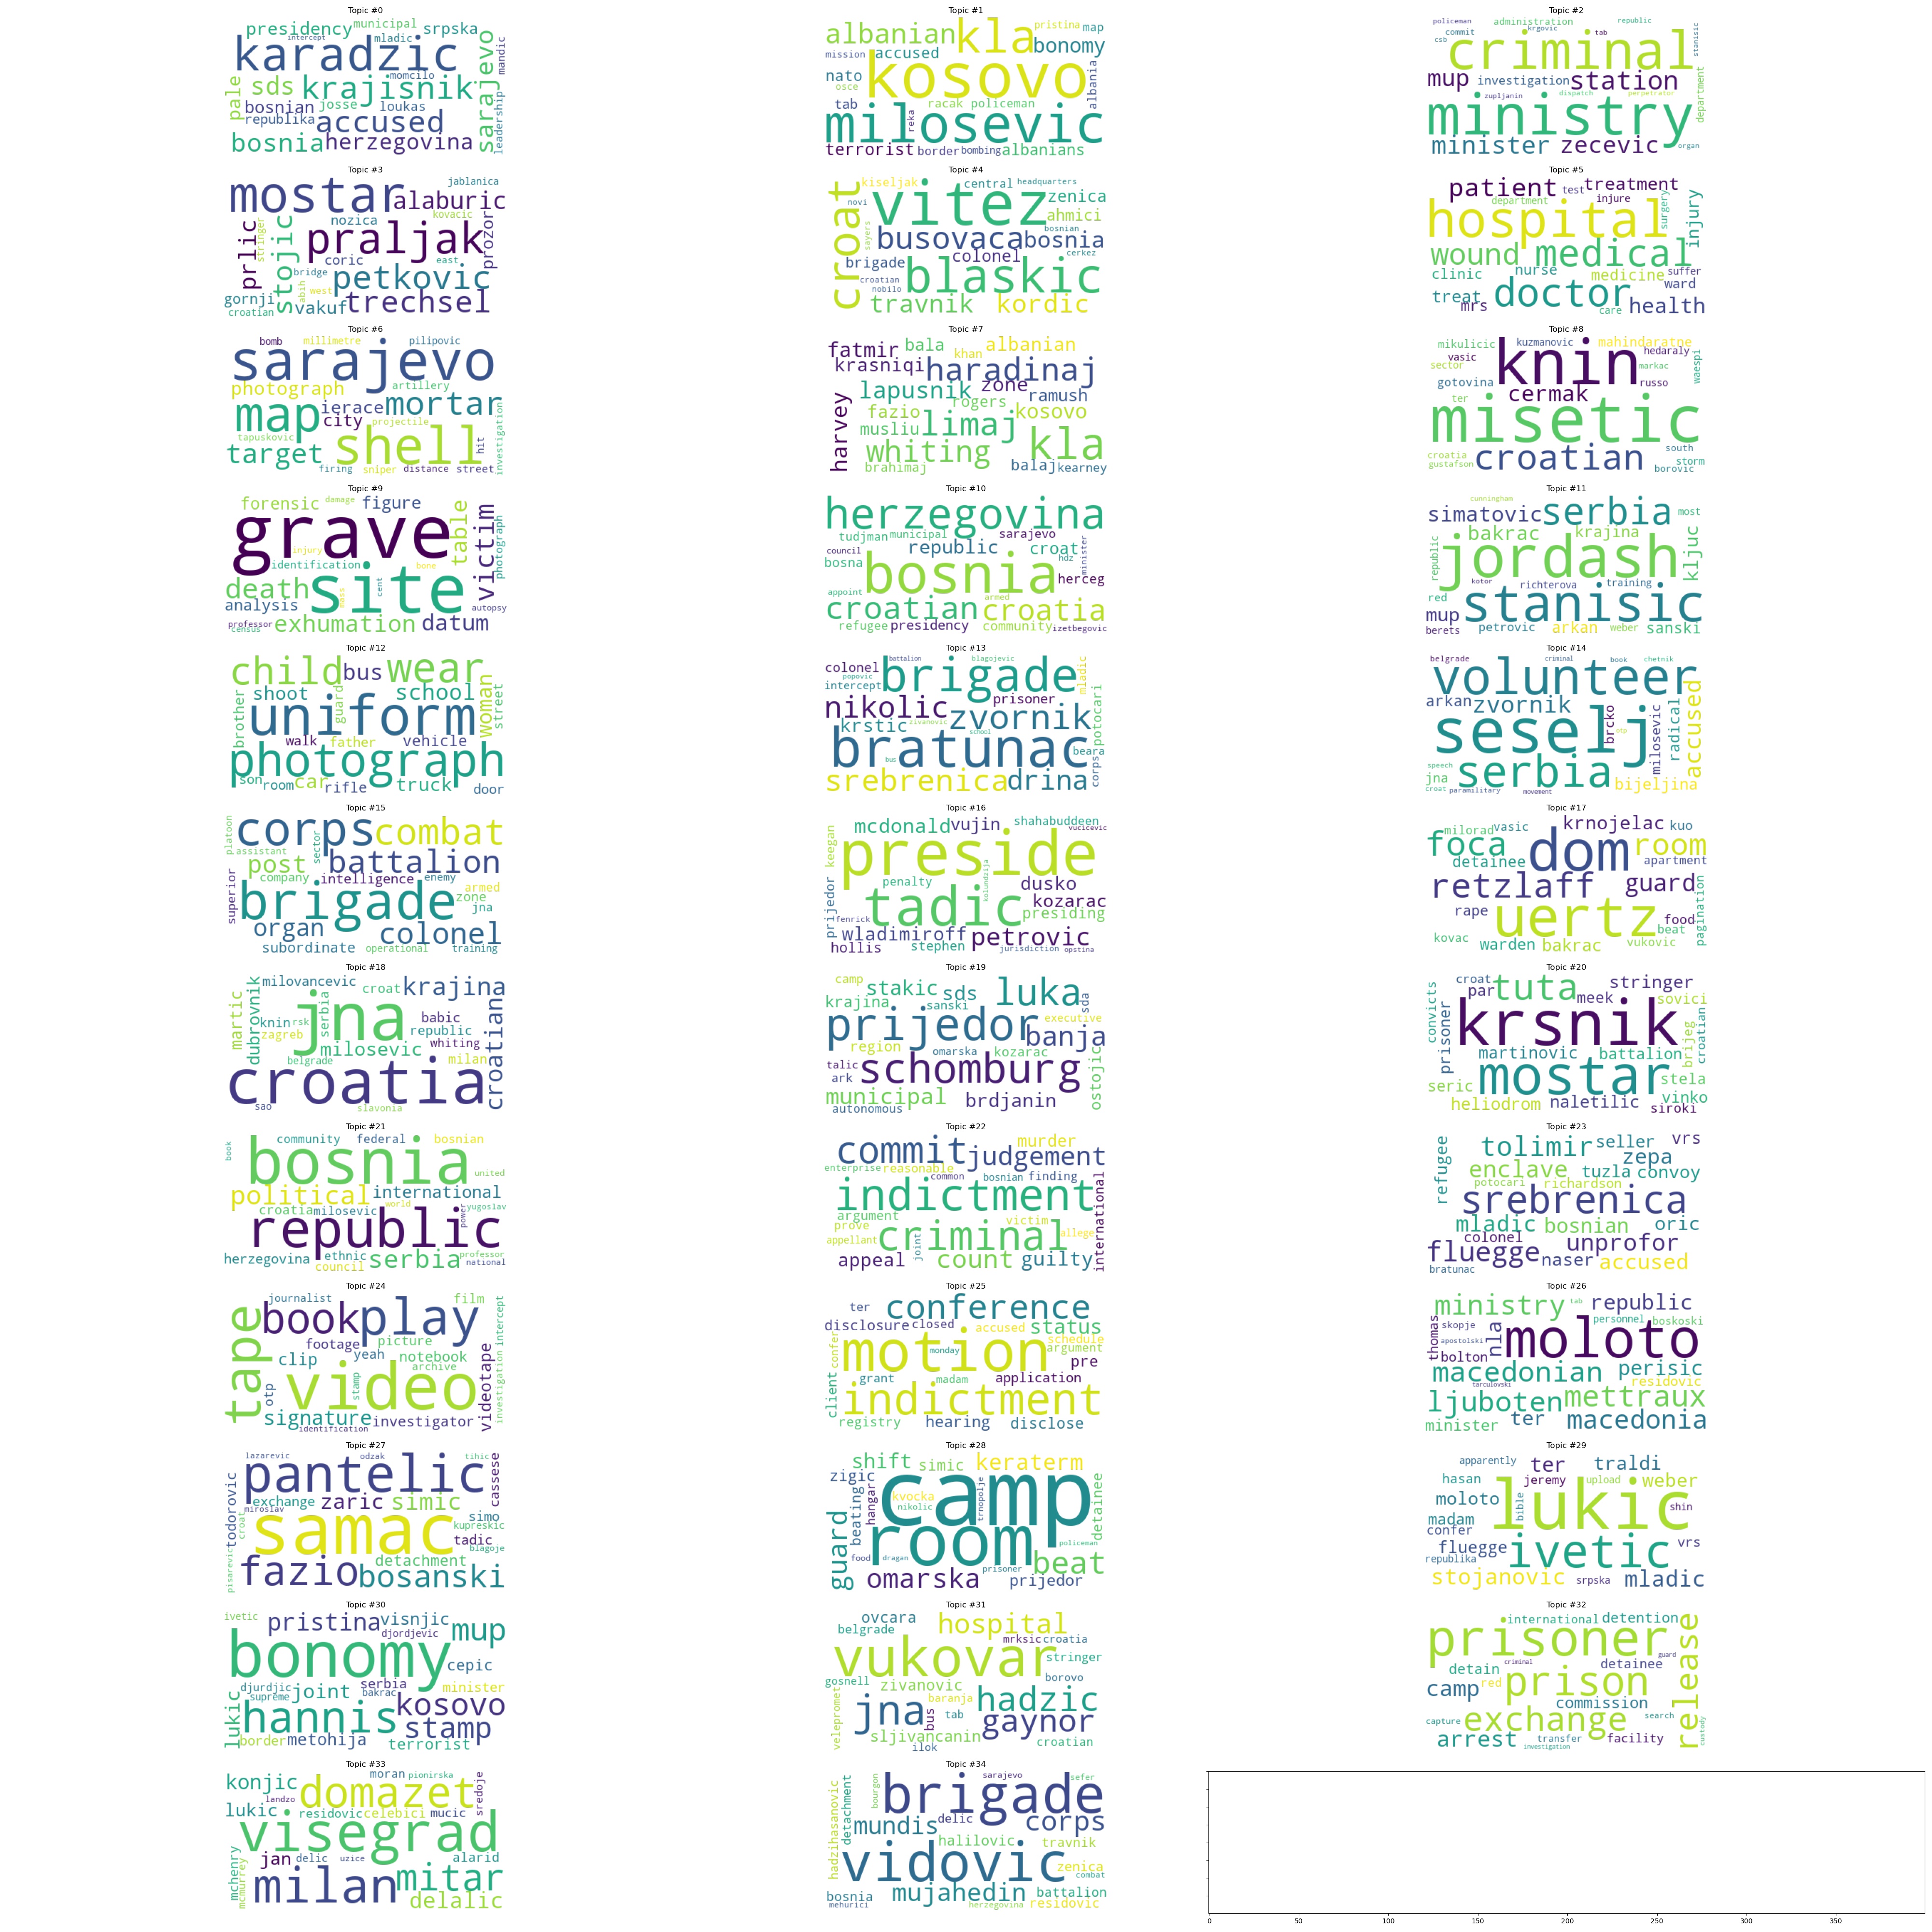 Topic #0
presidency municipal
intercept mladic srpska
karadzic
momcilo
pale sds krajisnik sarajevo mandic
bosnian josse loukas
republika accused leadership
bosnia herzegovina
Topic #1
albanian kla pristina map
mission accused bonomy
nato kosovo albania
osce
tab racak policeman
milosevic
reka
terrorist border bombing albanians
Topic #2
policeman administration republic
commit krgovic tab
csb criminal stanisic
mup investigation station
zupljanin dispatch perpetrator department
ministry
minister zecevic organ
Topic #3
mostar jablanica
alaburic
nozica kovacic
prlic stringer stojic praljak prozor
coric east
bridge petkovic
gornji abih west
croatian vakuf trechsel
Topic #4
kiseljak central headquarters
croat novi vitez zenica
ahmici
sayers busovaca bosnian
bosnia
brigade colonel cerkez
croatian blaskic
nobilo
travnik kordic
Topic #5
patient test treatment
department injure
hospital surgery injury
wound medical
clinic nurse medicine suffer
treat doctor ward
mrs care health
Topic #6
bomb millimetre pilipovic
sarajevo
photograph artillery
map ierace mortar
city projectile
tapuskovic shell hit investigation
target
firing sniper distance street
Topic #7
fatmir bala khan albanian
krasniqi haradinaj
lapusnik zone
rogers ramush
harvey fazio kosovo
musliu limaj
whiting kla
brahimaj balaj kearney
Topic #8
mikulicic kuzmanovic mahindaratne
vasic knin hedaraly
sector markac waespi
gotovina russo
ter cermak
misetic
croatia croatian south
gustafson storm
borovic
Topic #9
forensic damage figure
grave table victim photograph
injury
identification bone
death site cent
mass
analysis autopsy
professor exhumation datum
census
Topic #10
herzegovina
tudjman municipal sarajevo
council republic croat minister
bosna hdz
bosnia herceg
appoint armed
croatian croatia
refugee presidency community izetbegovic
Topic #11
cunningham
simatovic serbia most
bakrac krajina
republic jordash kljuc
kotor richterova training
red stanisic
mup
berets petrovic arkan weber sanski
Topic #12
child bus wear
shoot guard school woman
brother uniform street
walk father vehicle
photograph
son room car rifle truck door
Topic #13
colonel battalion blagojevic
popovic brigade mladic
intercept
nikolic prisoner
krstic zivanovic zvornik potocari
school
bratunac beara
bus corps
srebrenica drina
Topic #14
belgrade criminal book chetnik
volunteer
arkan zvornik
seselj brcko otp milosevic radical accused
speech serbia
jna bijeljina
croat paramilitary movement
Topic #15
platoon corps combat
assistant sector
post battalion
company intelligence enemy
superior brigade armed
zone
organ jna
colonel
subordinate operational training
Topic #16
mcdonald vujin shahabuddeen
keegan vucicevic
preside
penalty kolundzija dusko
prijedor tadic kozarac
fenrick presiding
wladimiroff petrovic
hollis stephen jurisdiction opstina
Topic #17
milorad vasic krnojelac kuo
foca dom room
detainee apartment
retzlaff guard
rape uertz food
beat pagination
kovac warden bakrac vukovic
Topic #18
milovancevic
martic dubrovnik croat krajina
jna
knin rsk serbia babic
zagreb republic croatian
milosevic whiting
belgrade milan
croatia
sao slavonia
Topic #19
camp stakic sds luka
krajina sanski sda
prijedor executive
banja
region omarska kozarac
talic schomburg ostojic
ark
municipal brdjanin
autonomous
Topic #20
croat tuta stringer
par meek sovici
convicts prisoner krsnik brijeg croatian
martinovic battalion
mostar stela
seric vinko
heliodrom naletilic siroki
Topic #21
community federal bosnian
book bosnia
united
political international
croatia milosevic world yugoslav
republic power
herzegovina ethnic serbia professor
council national
Topic #22
commit murder
judgement
enterprise reasonable
common bosnian finding
indictment international
argument victim
prove criminal allege
appellant joint
appeal count guilty
Topic #23
refugee tolimir seller vrs
zepa
enclave tuzla convoy
potocari richardson
srebrenica
mladic bosnian oric
colonel unprofor
fluegge naser accused
bratunac
Topic #24
journalist film
tape book play intercept
footage picture
clip yeah notebook
archive
otp video videotape investigation
stamp
signature investigator
identification
Topic #25
ter conference
disclosure closed accused status
confer motion schedule
argument
monday pre
client grant madam application
indictment
registry hearing disclose
Topic #26
ministry tab republic
personnel boskoski
thomas skopje nla moloto
apostolski
bolton
macedonian perisic
tarculovski residovic
ljuboten mettraux
minister ter macedonia
Topic #27
lazarevic odzak tihic
pantelic cassese
todorovic exchange zaric simic
miroslav
croat samac simo
kupreskic
tadic
pisarevic detachment blagoje
fazio bosanski
Topic #28
shift simic keraterm
zigic camp
hangar kvocka trnopolje detainee
beating nikolic
guard room policeman
food dragan prisoner beat
omarska prijedor
Topic #29
apparently ter traldi
hasan jeremy upload weber
moloto lukic shin
madam bible
confer
fluegge ivetic vrs
republika
stojanovic srpska mladic
Topic #30
ivetic pristina visnjic
djordjevic mup
bonomy
cepic
djurdjic joint serbia minister
supreme bakrac
lukic hannis kosovo
stamp
border metohija terrorist
Topic #31
ovcara hospital
belgrade mrksic croatia
vukovar stringer
gosnell borovo
zivanovic
velepromet jna baranja hadzic
bus tab gaynor
sljivancanin
ilok croatian
Topic #32
international detention
prisoner release
criminal guard
detain detainee
camp red prison
commission
capture exchange search
custody
arrest transfer facility
investigation
Topic #33
moran pionirska
konjic domazet sredoje
landzo
lukic residovic celebici mucic
visegrad
mchenry jan delic uzice alarid
mcmurrey milan mitar
delalic
Topic #34
sarajevo sefer
hadzihasanovic detachment bourgon brigade
mundis delic corps
halilovic travnik
vidovic zenica
combat
bosnia mujahedin battalion
mehurici herzegovina residovic
0 50 100 150 200 250 300 350